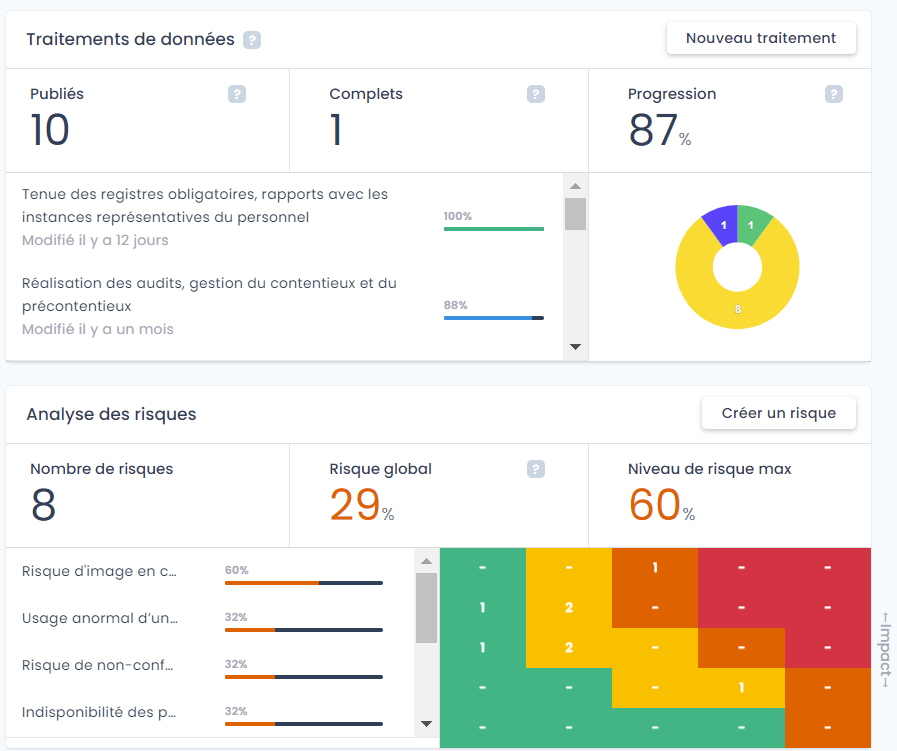 Traitements de données ?
Nouveau traitement
Publiés ?
10
Complets ?
1
Progression ?
87%
Tenue des registres obligatoires, rapports avec les
instances représentatives du personnel
Modifié il y a 12 jours
100%
Réalisation des audits, gestion du contentieux et du
précontentieux
Modifié il y a un mois
88%
1 1
8
Analyse des risques
Créer un risque
Nombre de risques
8
Risque global ?
29%
Niveau de risque max
60%
Risque d'image en c...
60%
Usage anormal d’un...
32%
Risque de non-conf...
32%
Indisponibilité des p...
32%
- - 1 - -
1 2 - - -
1 2 - - -
- - - 1 -
- - - - -
←Impact→